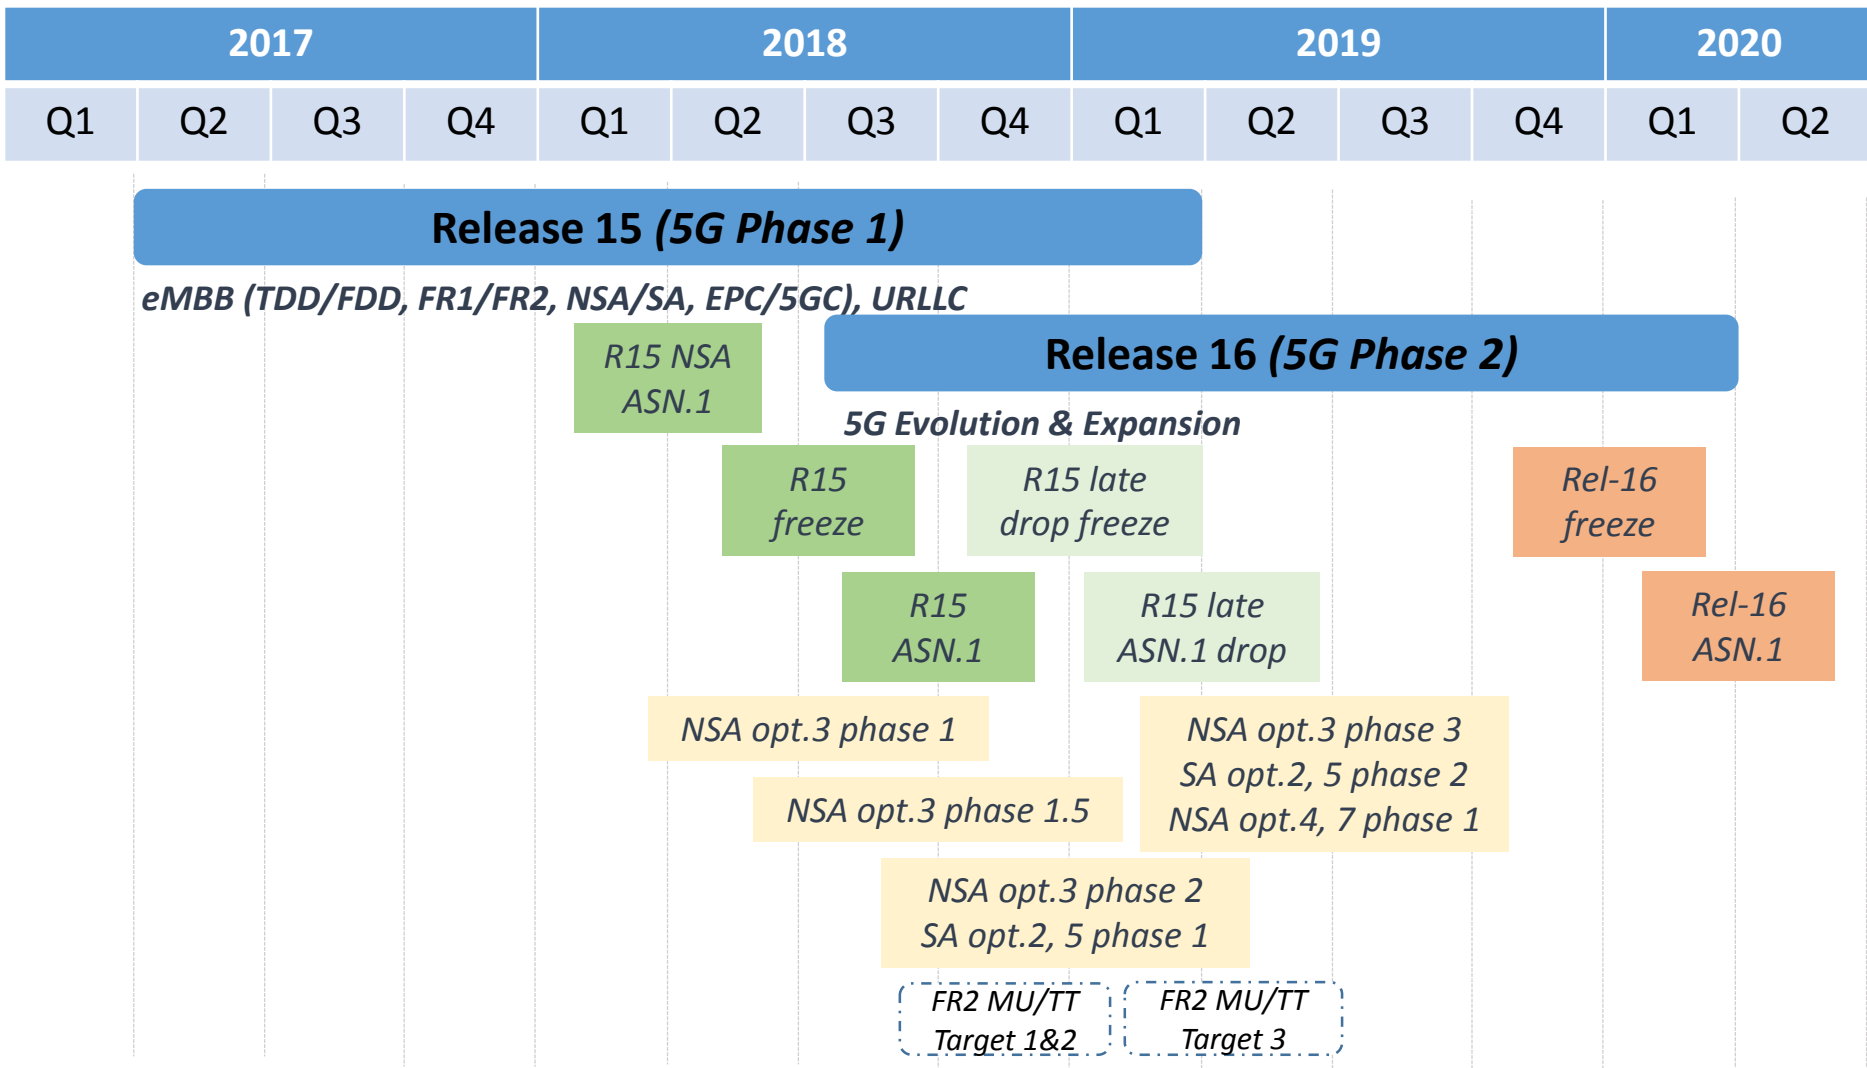 2017
2018
2019
2020
Q1
Q2
Q3
Q4
Q1
Q2
Q3
Q4
Q1
Q2
Q3
Q4
Q1
Q2
Release 15 (5G Phase 1)
eMBB (TDD/FDD, FR1/FR2, NSA/SA, EPC/5GC), URLLC
Release 16 (5G Phase 2)
5G Evolution & Expansion
R15 NSA
ASN.1
R15
freeze
R15 late
drop freeze
Rel-16
freeze
R15
ASN.1
R15 late
ASN.1 drop
Rel-16
ASN.1
NSA opt.3 phase 1
NSA opt.3 phase 1.5
NSA opt.3 phase 3
SA opt.2, 5 phase 2
NSA opt.4, 7 phase 1
NSA opt.3 phase 2
SA opt.2, 5 phase 1
FR2 MU/TT
Target 1&2
FR2 MU/TT
Target 3